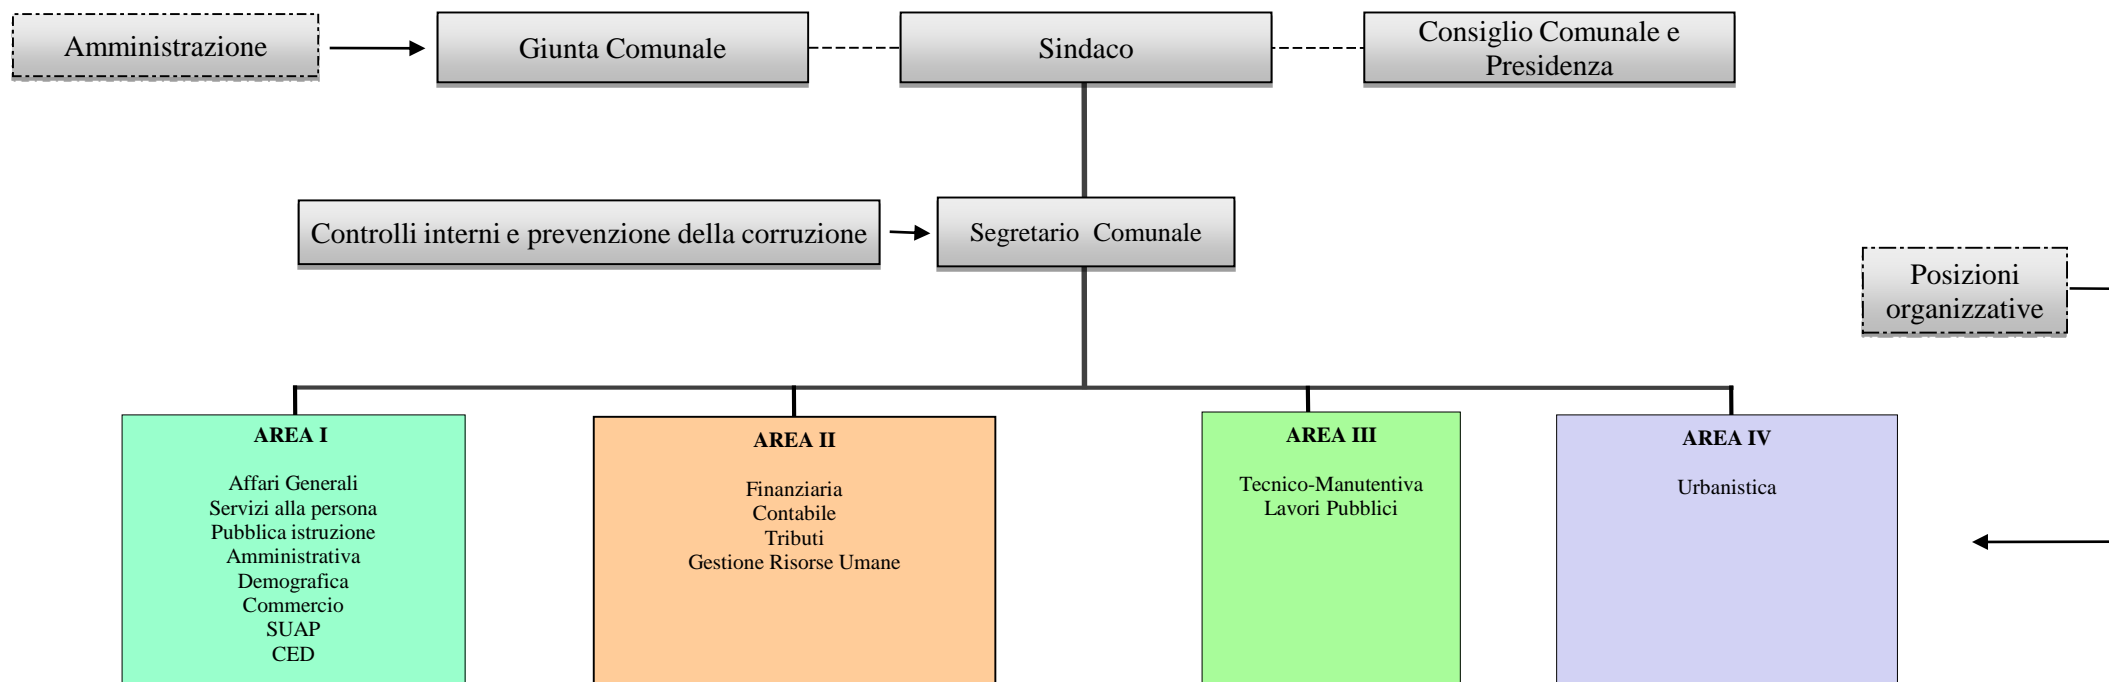 Amministrazione
Giunta Comunale
Sindaco
Consiglio Comunale e
Presidenza
Controlli interni e prevenzione della corruzione
Segretario Comunale
Posizioni
organizzative
AREA I
Affari Generali
Servizi alla persona
Pubblica istruzione
Amministrativa
Demografica
Commercio
SUAP
CED
AREA II
Finanziaria
Contabile
Tributi
Gestione Risorse Umane
AREA III
Tecnico-Manutentiva
Lavori Pubblici
AREA IV
Urbanistica